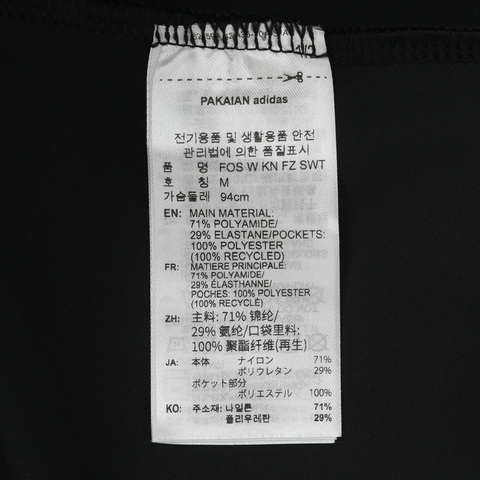 PAKAIAN adidas
전기용품 및 생활용품 안전
관리법에 의한 품질표시
품 명 FOS W KN FZ SWT
호 칭 M
가슴둘레 94cm
EN: MAIN MATERIAL:
71% POLYAMIDE/
29% ELASTANE/POCKETS:
100% POLYESTER
(100% RECYCLED)
FR: MATIERE PRINCIPALE:
71% POLYAMIDE/
29% ÉLASTHANNE/
POCHES: 100% POLYESTER
(100% RECYCLÉ)
ZH: 主料: 71% 锦纶/
29% 氨纶/口袋里料:
100% 聚酯纤维(再生)
JA: 本体 ナイロン 71%
ポリウレタン 29%
ポケット部分
ポリエステル 100%
KO: 주소재: 나일론 71%
폴리우레탄 29%